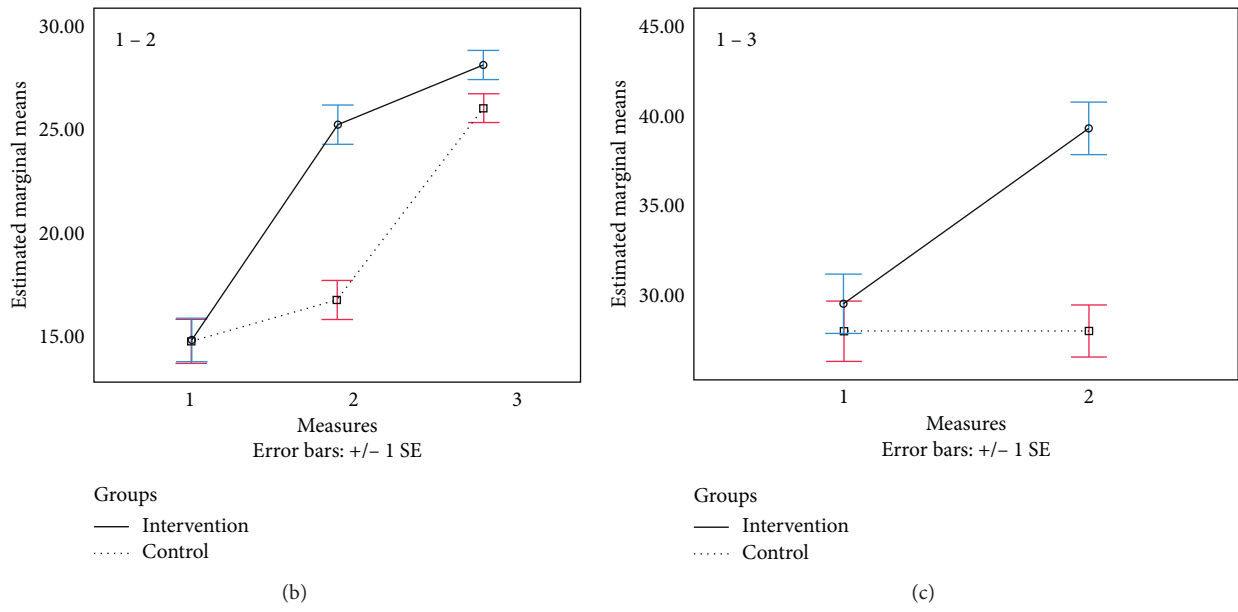 30.00
25.00
20.00
15.00
Estimated marginal means
1 – 2
1 2 3
Measures
Error bars: +/– 1 SE
Groups
Intervention
Control
(b)
45.00
40.00
35.00
30.00
Estimated marginal means
1 – 3
1 2
Measures
Error bars: +/– 1 SE
Groups
Intervention
Control
(c)